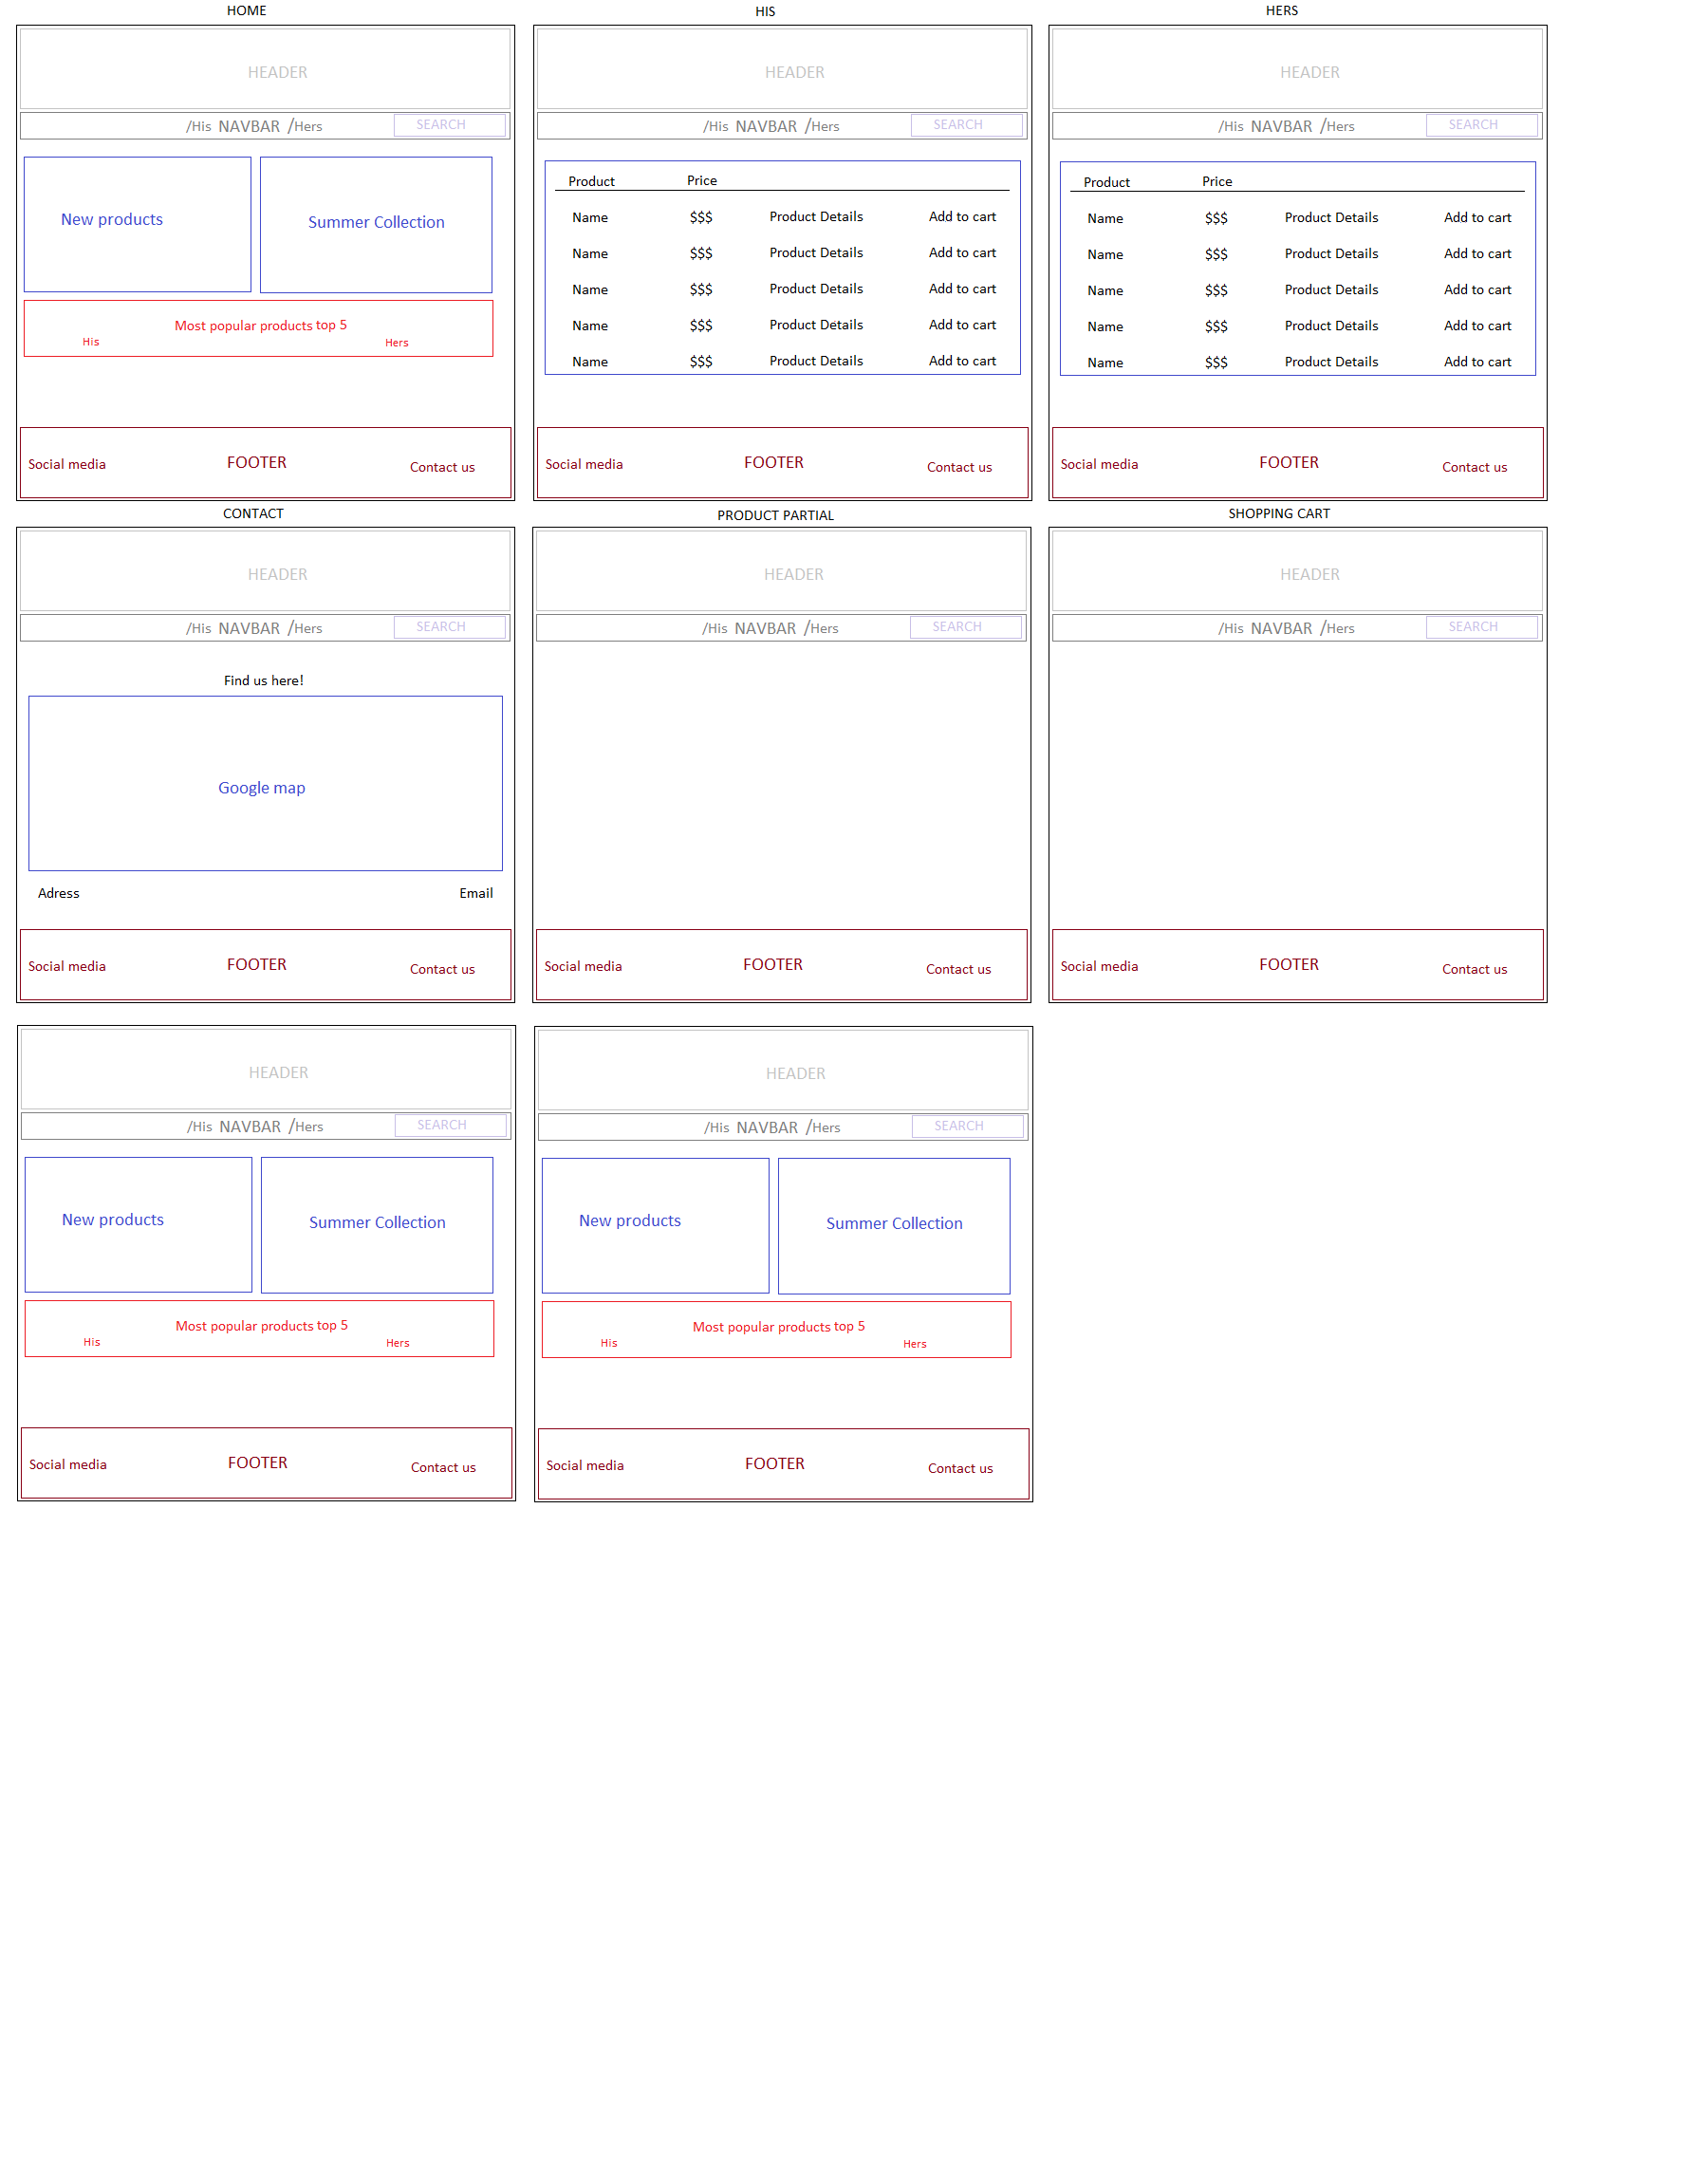 HOME
HEADER
/His NAVBAR /Hers SEARCH
New products
Summer Collection
Most popular products top 5
His Hers
Social media FOOTER Contact us
HIS
HEADER
/His NAVBAR /Hers SEARCH
Product Price
Name $$$ Product Details Add to cart
Name $$$ Product Details Add to cart
Name $$$ Product Details Add to cart
Name $$$ Product Details Add to cart
Name $$$ Product Details Add to cart
Social media FOOTER Contact us
HERS
HEADER
/His NAVBAR /Hers SEARCH
Product Price
Name $$$ Product Details Add to cart
Name $$$ Product Details Add to cart
Name $$$ Product Details Add to cart
Name $$$ Product Details Add to cart
Name $$$ Product Details Add to cart
Social media FOOTER Contact us
CONTACT
HEADER
/His NAVBAR /Hers SEARCH
Find us here!
Google map
Adress Email
Social media FOOTER Contact us
PRODUCT PARTIAL
HEADER
/His NAVBAR /Hers SEARCH
Social media FOOTER Contact us
SHOPPING CART
HEADER
/His NAVBAR /Hers SEARCH
Social media FOOTER Contact us
HEADER
/His NAVBAR /Hers SEARCH
New products
Summer Collection
Most popular products top 5
His Hers
Social media FOOTER Contact us
HEADER
/His NAVBAR /Hers SEARCH
New products
Summer Collection
Most popular products top 5
His Hers
Social media FOOTER Contact us